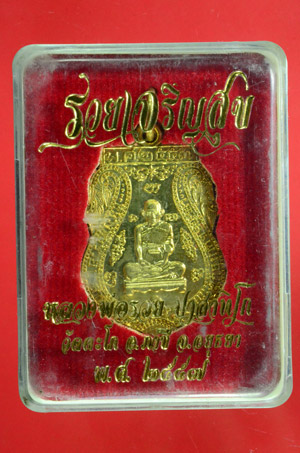 รวยเจริญสุข
หลวงพ่อรวย ปาสาทิโก
วัดตะโก อ.ภาชี จ.อยุธยา
พ.ศ. ๒๕๕๗